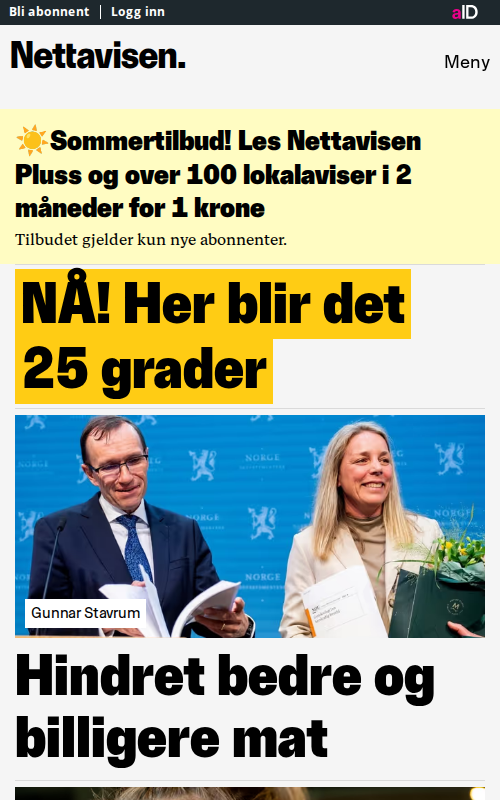 Bli abonnent
Logg inn
aID
Nettavisen.
Meny
☀️Sommertilbud! Les Nettavisen
Pluss og over 100 lokalaviser i 2
måneder for 1 krone
Tilbudet gjelder kun nye abonnenter.
NÅ! Her blir det
25 grader
NORGE
NORGE
NORGE
NORGE
Gunnar Stavrum
Hindret bedre og
billigere mat